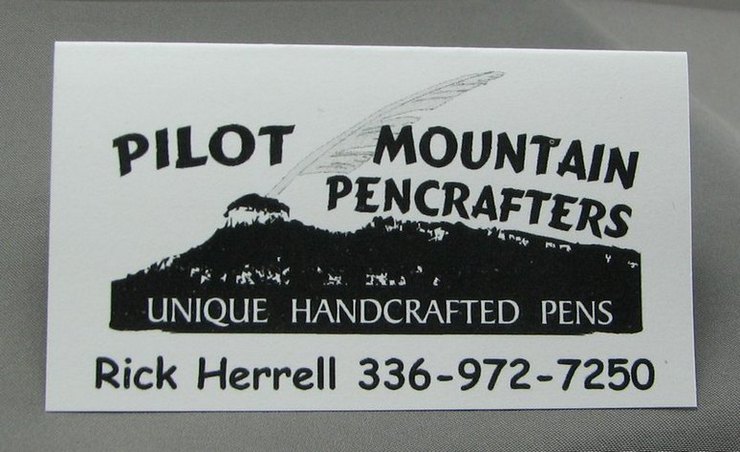 PILOT MOUNTAIN
PENCRAFTERS
UNIQUE HANDCRAFTED PENS
Rick Herrell 336-972-7250